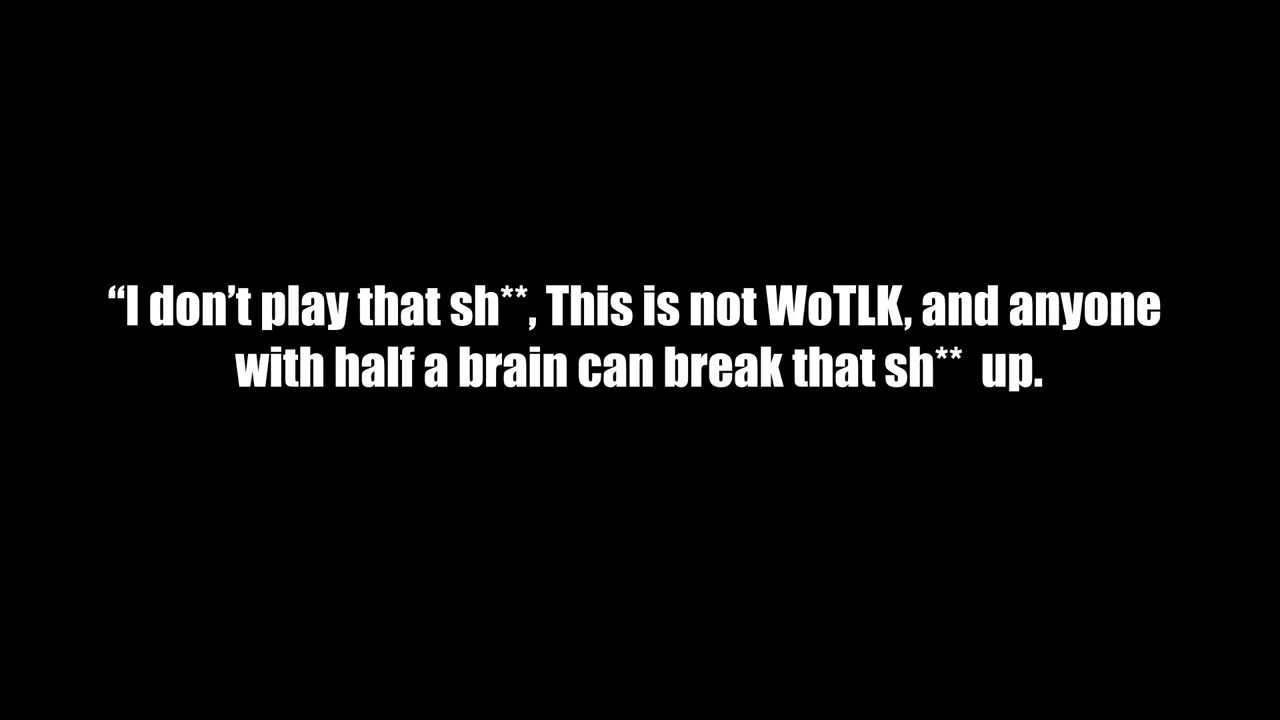 “I don’t play that sh**, This is not WoTLK, and anyone
with half a brain can break that sh**  up.